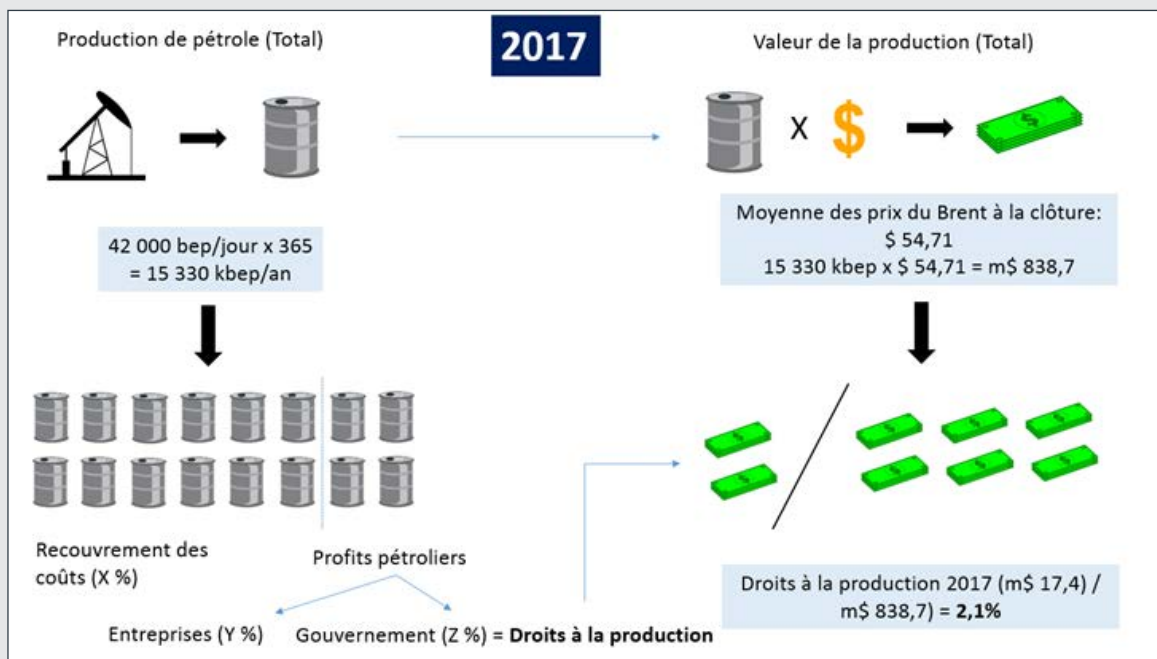 Production de pétrole (Total)
2017
Valeur de la production (Total)
X $
42 000 bep/jour x 365
= 15 330 kbep/an
Moyenne des prix du Brent à la clôture:
$ 54,71
15 330 kbep x $ 54,71 = m$ 838,7
Recouvrement des
coûts (X %)
Profits pétroliers
Entreprises (Y %)
Gouvernement (Z %) = Droits à la production
Droits à la production 2017 (m$ 17,4) /
m$ 838,7) = 2,1%